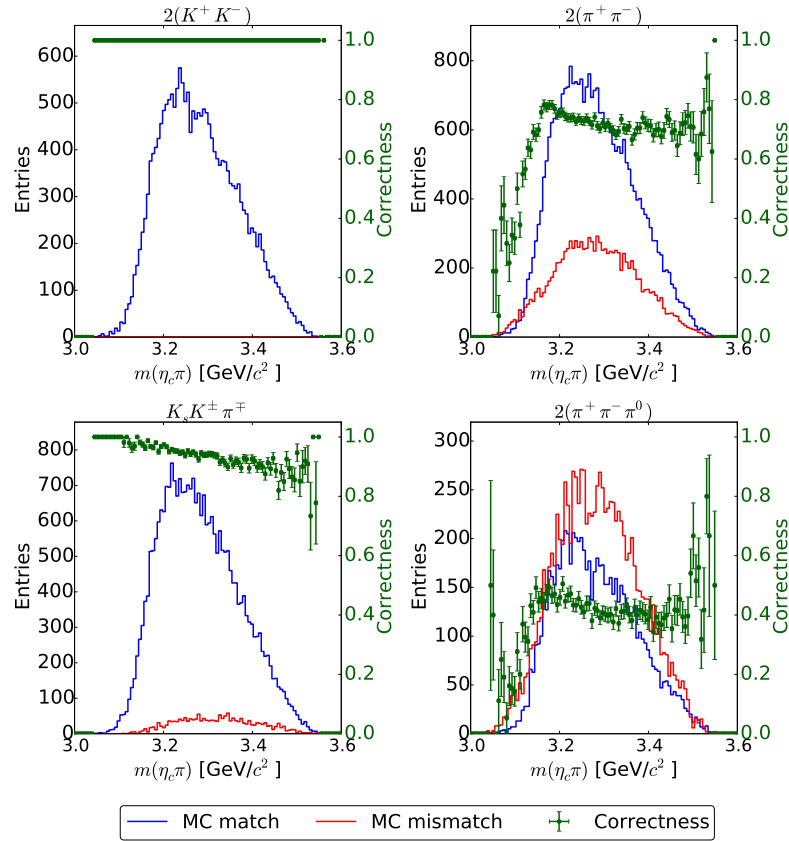 2(K⁺ K⁻)
600
500
400
300
200
100
0
Entries
1.0
0.8
0.6
0.4
0.2
0.0
Correctness
3.0 3.2 3.4 3.6
m(η_cπ) [GeV/c² ]
2(π⁺ π⁻)
800
600
400
200
0
Entries
1.0
0.8
0.6
0.4
0.2
0.0
Correctness
3.0 3.2 3.4 3.6
m(η_cπ) [GeV/c² ]
K_sK^± π^∓
800
700
600
500
400
300
200
100
0
Entries
1.0
0.8
0.6
0.4
0.2
0.0
Correctness
3.0 3.2 3.4 3.6
m(η_cπ) [GeV/c² ]
2(π⁺ π⁻ π⁰)
300
250
200
150
100
50
0
Entries
1.0
0.8
0.6
0.4
0.2
0.0
Correctness
3.0 3.2 3.4 3.6
m(η_cπ) [GeV/c² ]
MC match MC mismatch Correctness